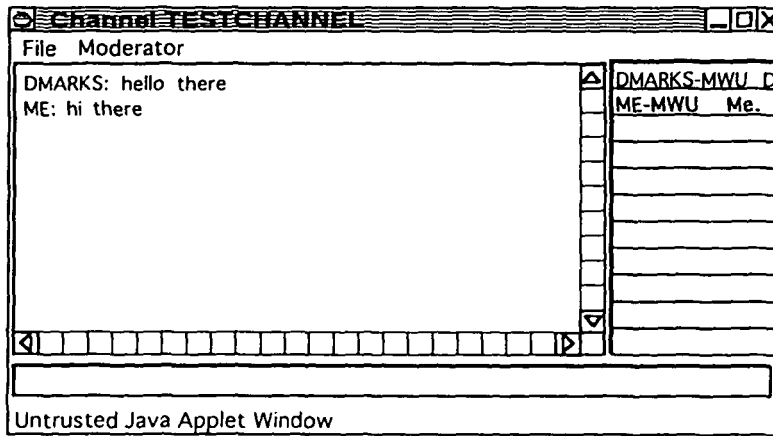 Channel TESTCHANNEL
File Moderator
DMARKS: hello there
ME: hi there
DMARKS-MWU D
ME-MWU Me.
Untrusted Java Applet Window